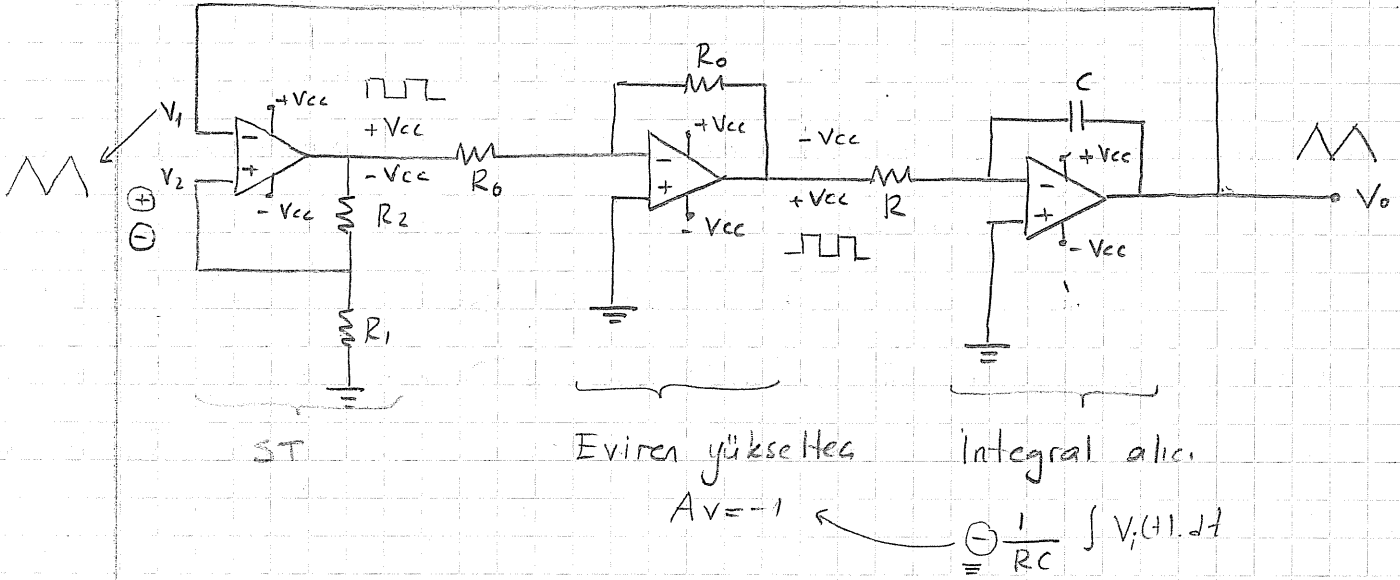 V1
V2
⊕
⊖
−
+
+Vcc
- Vcc
+Vcc
-Vcc
R2
R1
Ro
Ro
−
+
+Vcc
- Vcc
-Vcc
+Vcc
R
C
−
+
+Vcc
-Vcc
Vo
ST
Eviren yükselteç
Av=-1
İntegral alıcı
⊖ 1/RC ∫ Vi(t).dt